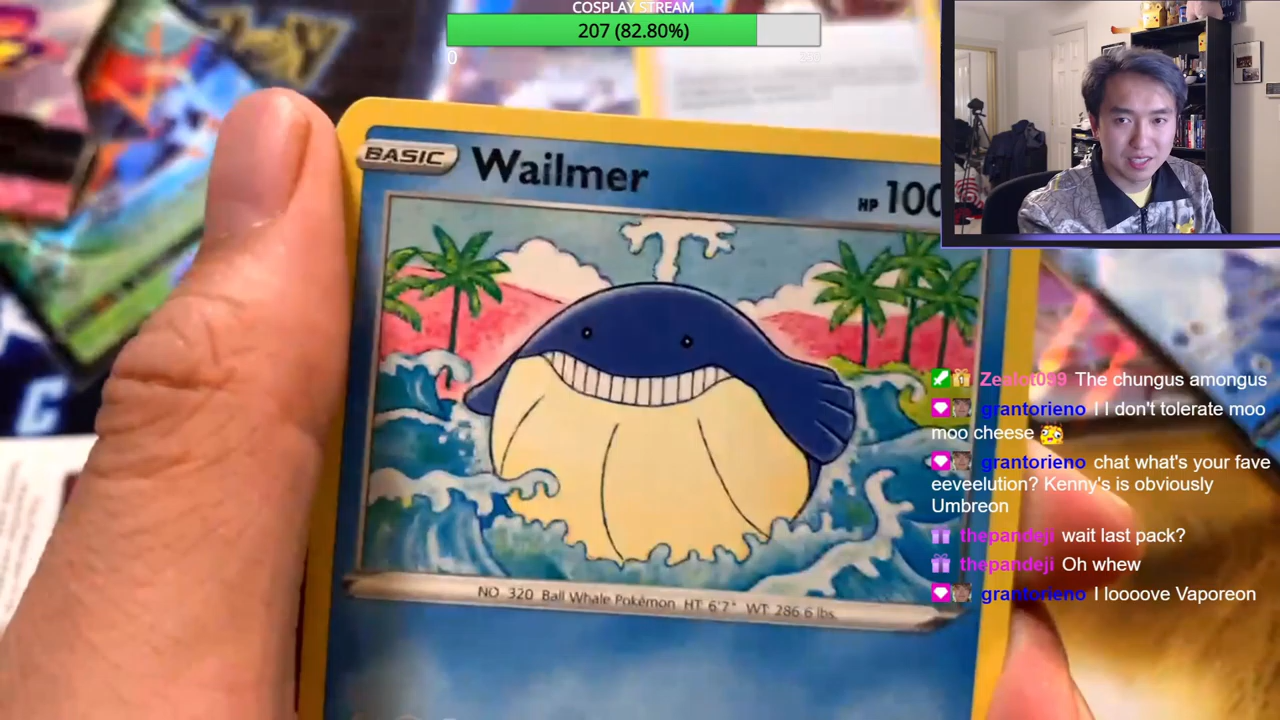 COSPLAY STREAM
207 (82.80%)
0
BASIC Wailmer HP 100
NO 320 Ball Whale Pokémon HT 6'7" WT 286.6 lbs.
G
Zealot099 The chungus amongus
grantorieno I I don't tolerate moo
moo cheese
grantorieno chat what's your fave
eeveelution? Kenny's is obviously
Umbreon
thepandeji wait last pack?
thepandeji Oh whew
grantorieno I loooove Vaporeon